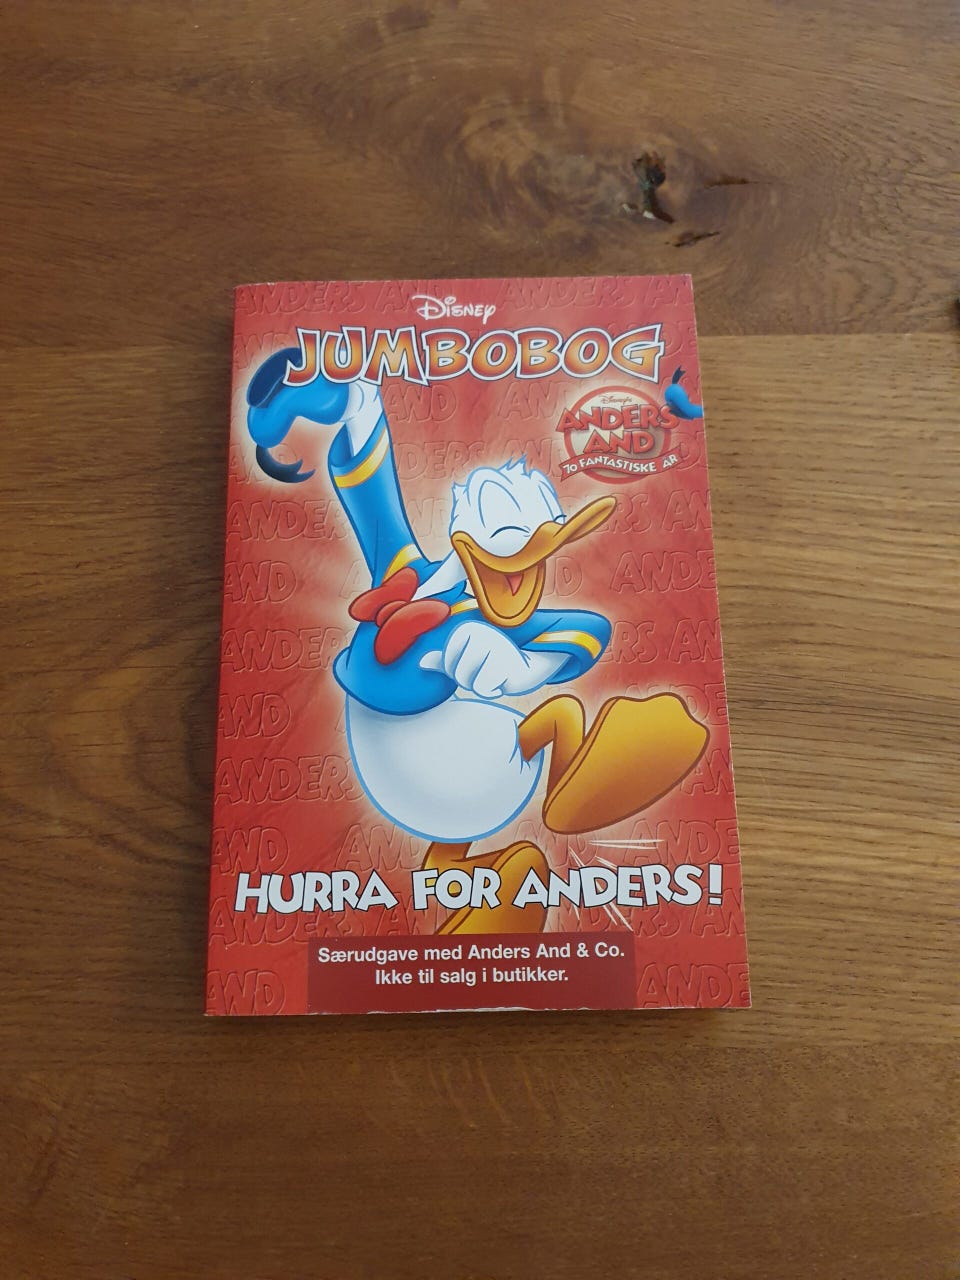 Disney
JUMBOBOG
Disney's
ANDERS
AND
70 FANTASTISKE ÅR
HURRA FOR ANDERS!
Særudgave med Anders And & Co.
Ikke til salg i butikker.